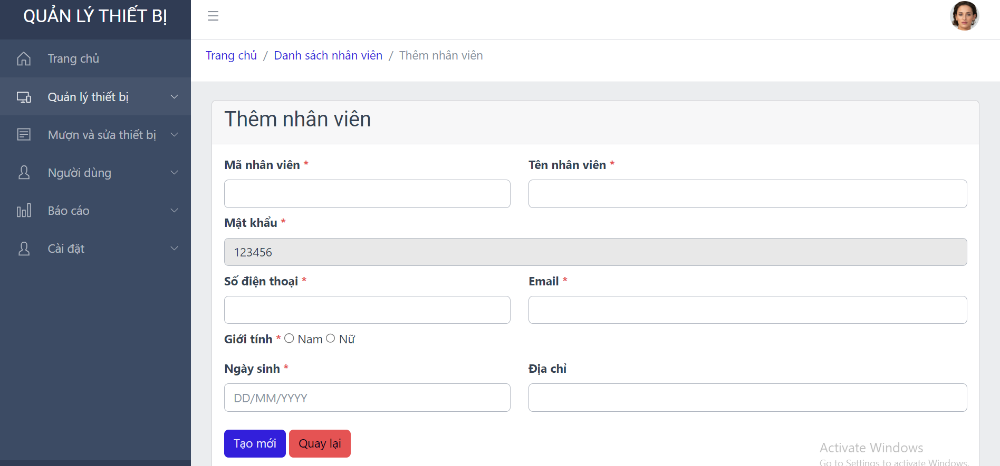 QUẢN LÝ THIẾT BỊ
Trang chủ
Quản lý thiết bị
Mượn và sửa thiết bị
Người dùng
Báo cáo
Cài đặt
Trang chủ / Danh sách nhân viên / Thêm nhân viên
Thêm nhân viên
Mã nhân viên * Tên nhân viên *
Mật khẩu *
123456
Số điện thoại * Email *
Giới tính * Nam Nữ
Ngày sinh * Địa chỉ
DD/MM/YYYY
Tạo mới Quay lại
Activate Windows
Go to Settings to activate Windows.